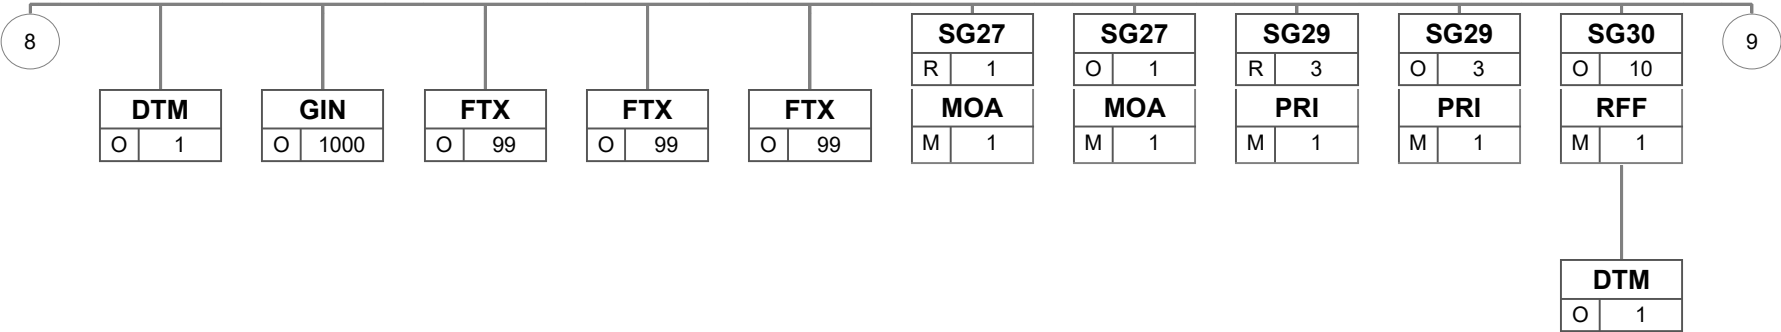 8
DTM
O 1
GIN
O 1000
FTX
O 99
FTX
O 99
FTX
O 99
SG27
R 1
MOA
M 1
SG27
O 1
MOA
M 1
SG29
R 3
PRI
M 1
SG29
O 3
PRI
M 1
SG30
O 10
RFF
M 1
DTM
O 1
9